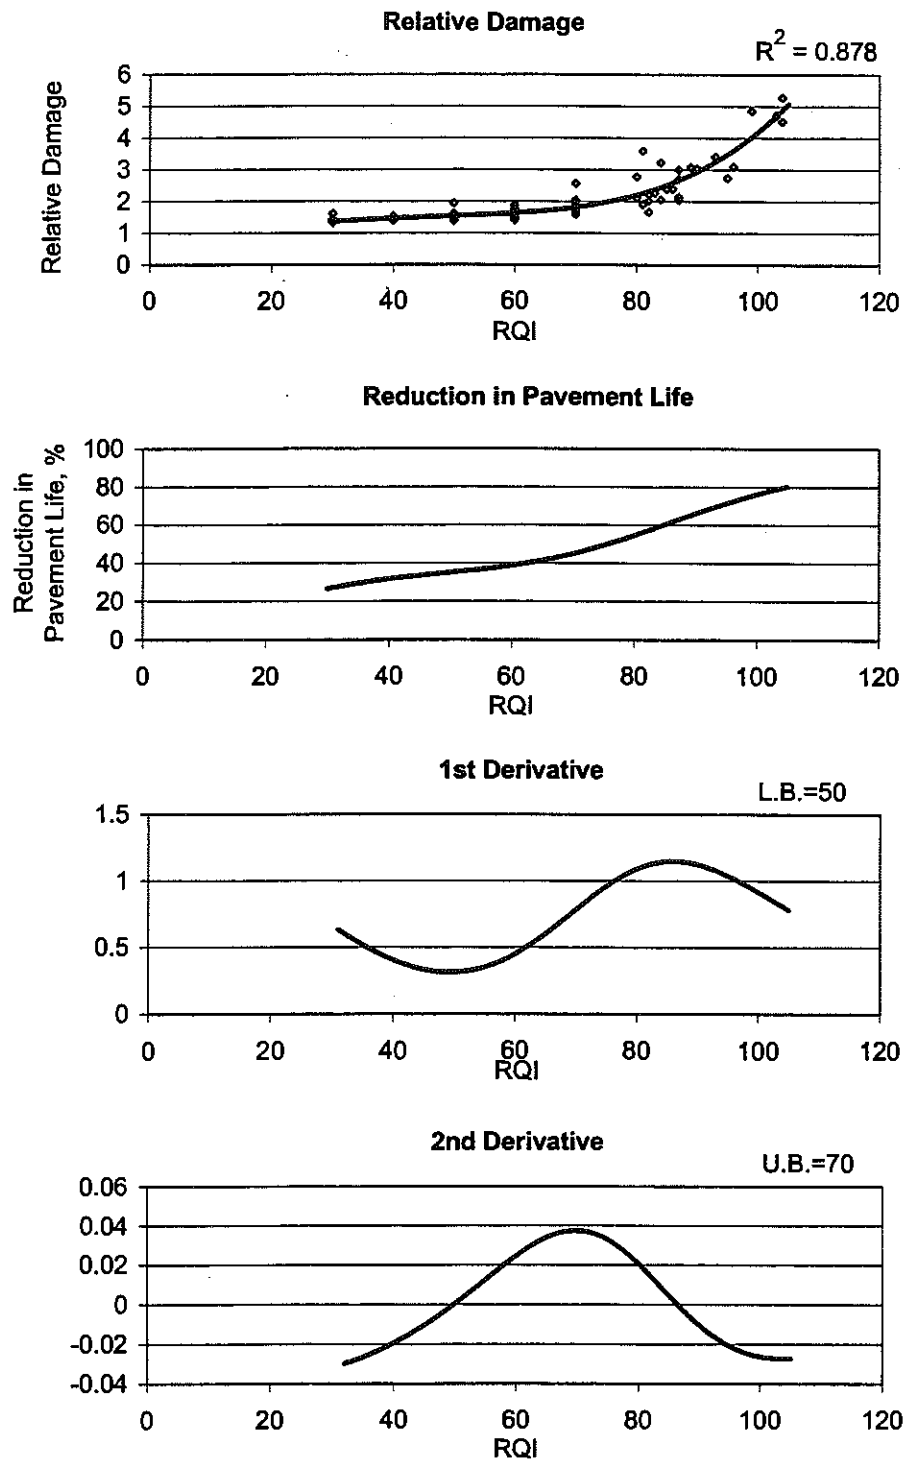 Relative Damage
R² = 0.878
Relative Damage
6
5
4
3
2
1
0
0 20 40 60 80 100 120
RQI
Reduction in Pavement Life
Reduction in
Pavement Life, %
100
80
60
40
20
0
0 20 40 60 80 100 120
RQI
1st Derivative
L.B.=50
1.5
1
0.5
0
0 20 40 60 80 100 120
RQI
2nd Derivative
U.B.=70
0.06
0.04
0.02
0
-0.02
-0.04
0 20 40 60 80 100 120
RQI